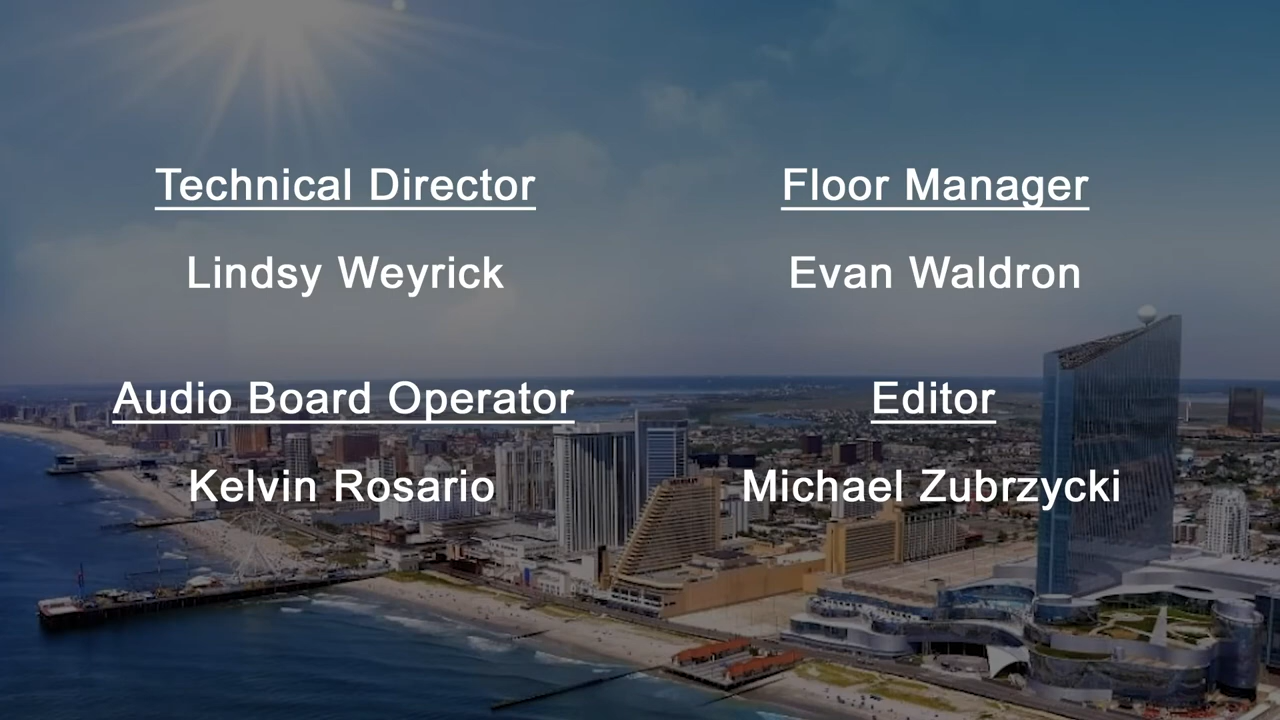 Technical Director
Lindsy Weyrick
Floor Manager
Evan Waldron
Audio Board Operator
Kelvin Rosario
Editor
Michael Zubrzycki